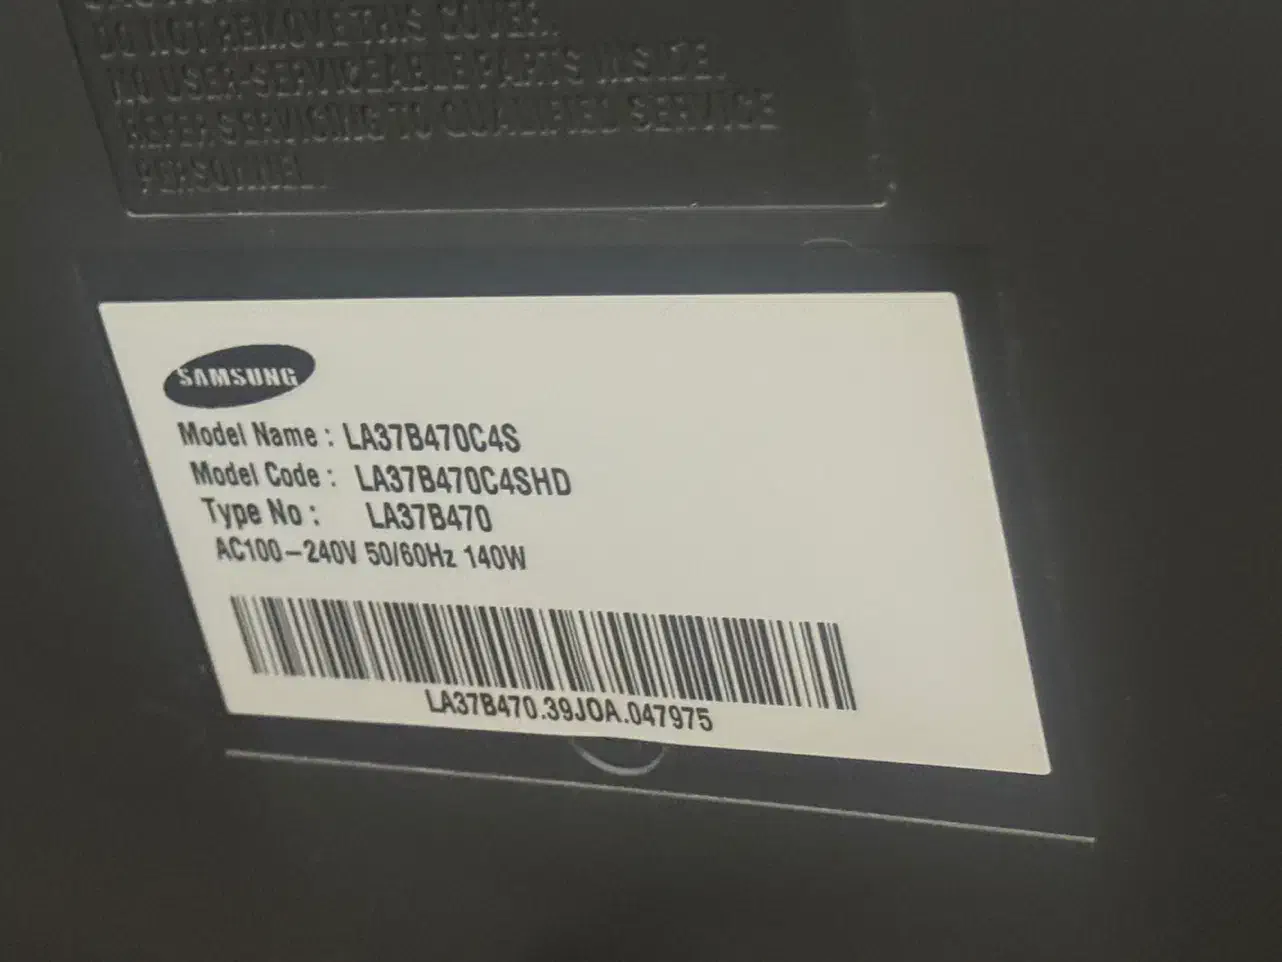 DO NOT REMOVE THIS COVER.
NO USER-SERVICEABLE PARTS INSIDE.
REFER SERVICING TO QUALIFIED SERVICE
PERSONNEL.
SAMSUNG
Model Name : LA37B470C4S
Model Code : LA37B470C4SHD
Type No : LA37B470
AC100-240V 50/60Hz 140W
LA37B470.39JOA.047975